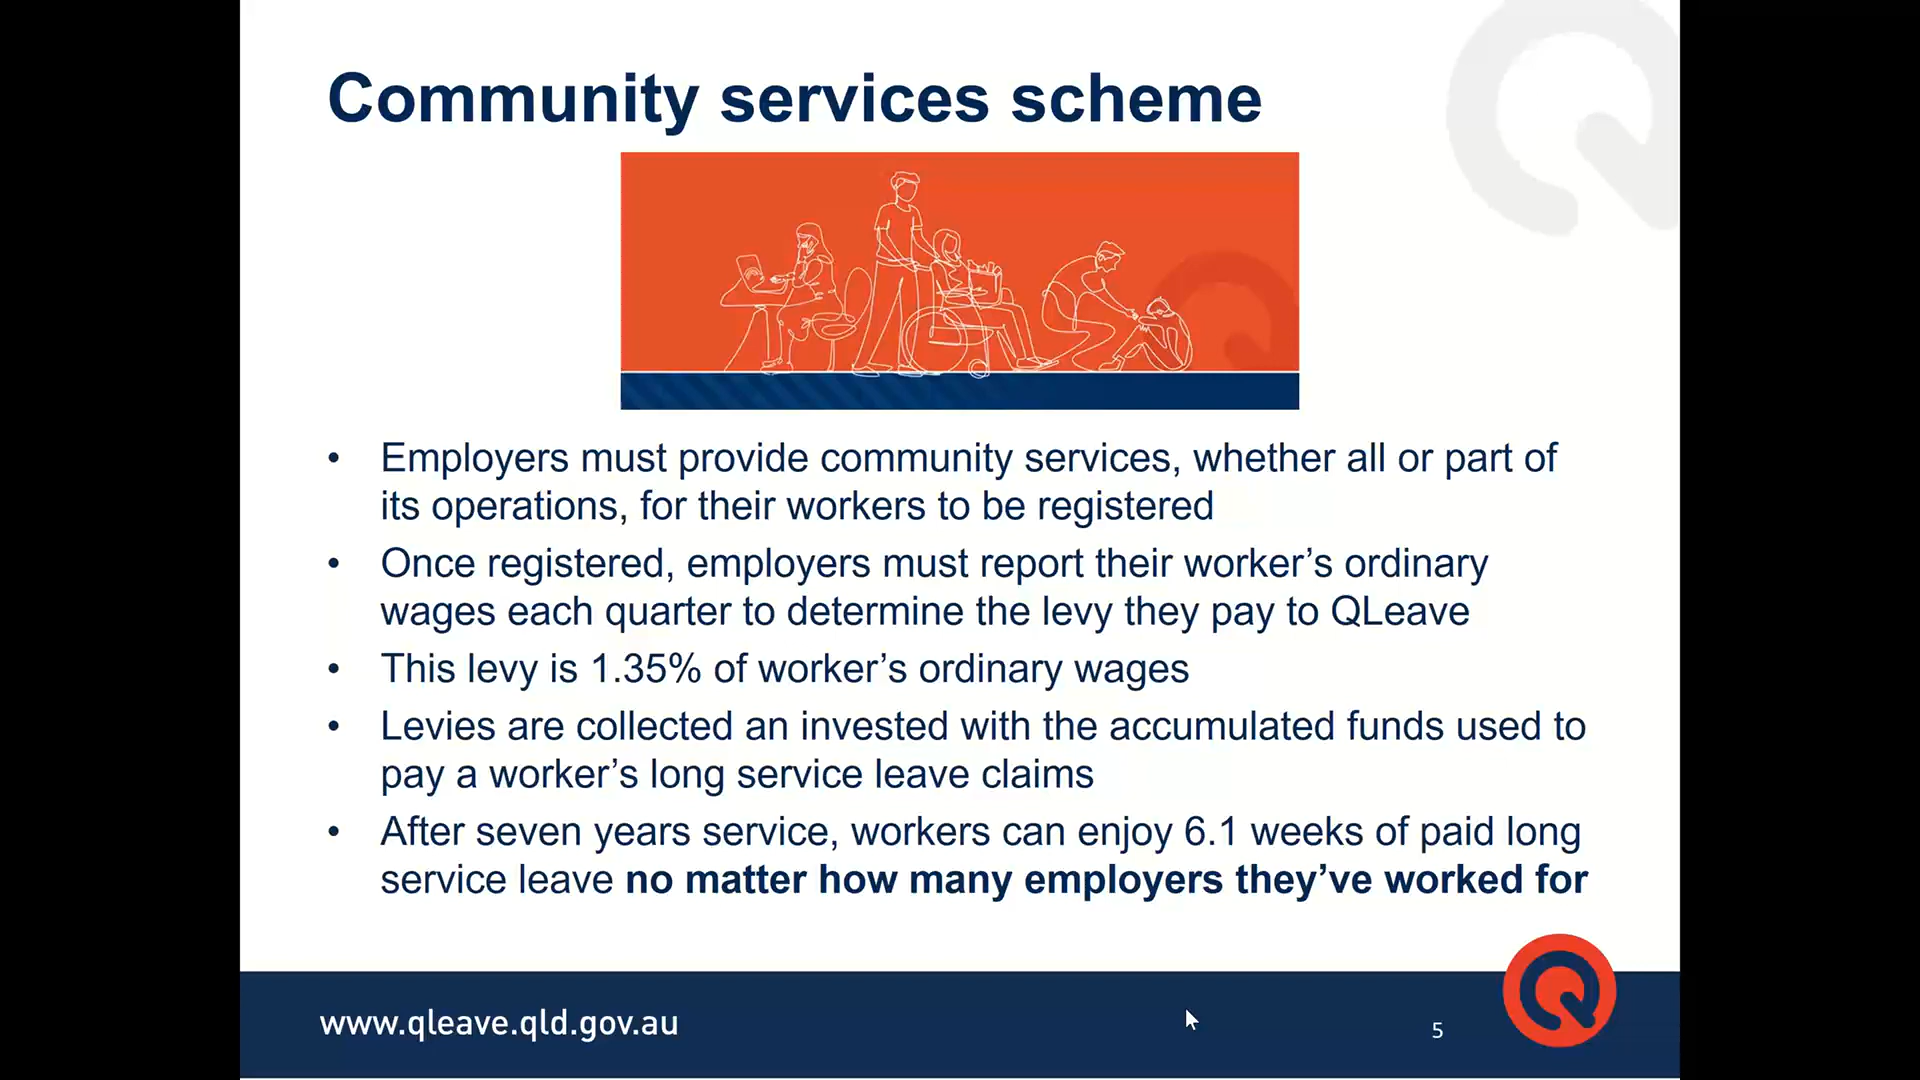 Community services scheme
• Employers must provide community services, whether all or part of
its operations, for their workers to be registered
• Once registered, employers must report their worker’s ordinary
wages each quarter to determine the levy they pay to QLeave
• This levy is 1.35% of worker’s ordinary wages
• Levies are collected an invested with the accumulated funds used to
pay a worker’s long service leave claims
• After seven years service, workers can enjoy 6.1 weeks of paid long
service leave no matter how many employers they’ve worked for
www.qleave.qld.gov.au
5